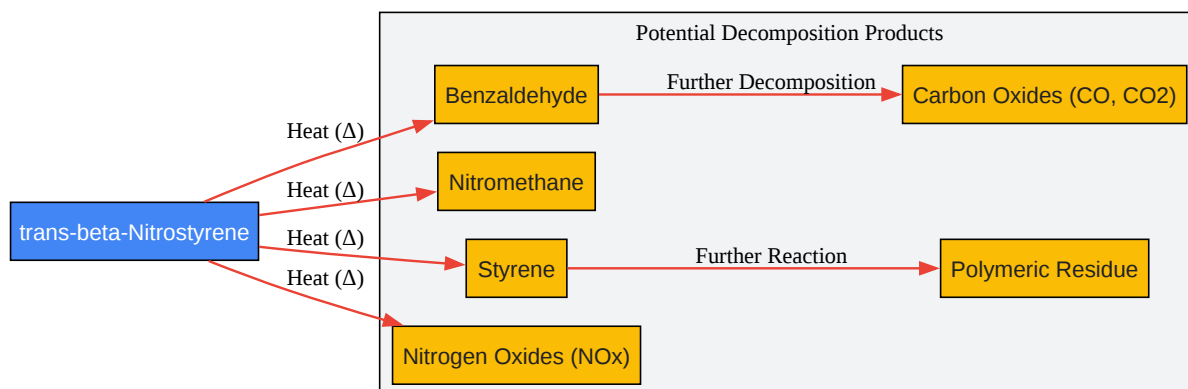 Potential Decomposition Products
Benzaldehyde
Further Decomposition
Carbon Oxides (CO, CO2)
Heat (Δ)
Nitromethane
Heat (Δ)
trans-beta-Nitrostyrene
Heat (Δ)
Styrene
Further Reaction
Polymeric Residue
Heat (Δ)
Nitrogen Oxides (NOx)